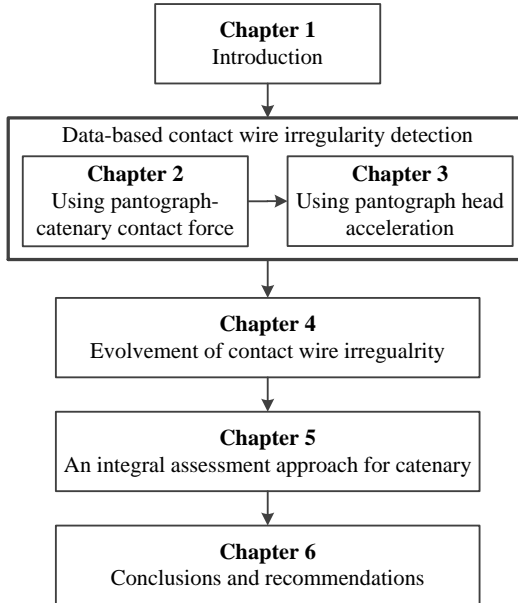 Chapter 1
Introduction
Data-based contact wire irregularity detection
Chapter 2
Using pantograph-
catenary contact force
Chapter 3
Using pantograph head
acceleration
Chapter 4
Evolvement of contact wire irregualrity
Chapter 5
An integral assessment approach for catenary
Chapter 6
Conclusions and recommendations